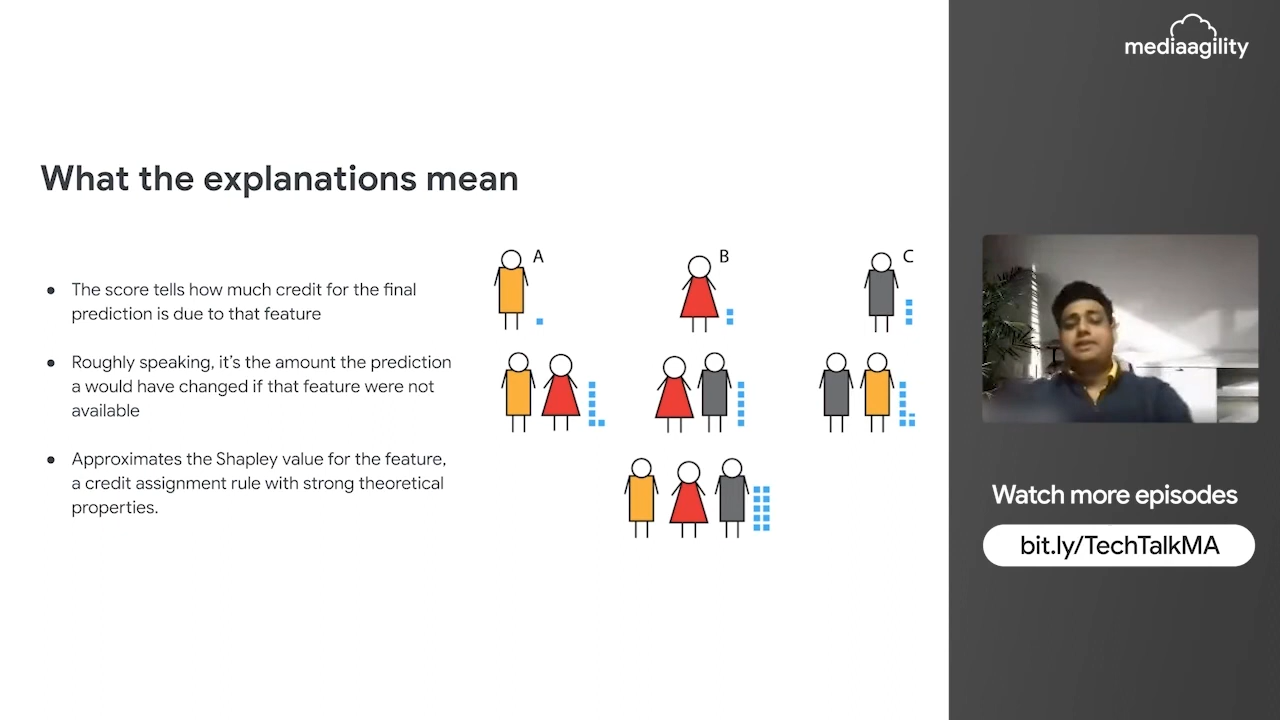 mediaagility
What the explanations mean
A
B
C
● The score tells how much credit for the final
prediction is due to that feature
● Roughly speaking, it's the amount the prediction
a would have changed if that feature were not
available
● Approximates the Shapley value for the feature,
a credit assignment rule with strong theoretical
properties.
Watch more episodes
bit.ly/TechTalkMA